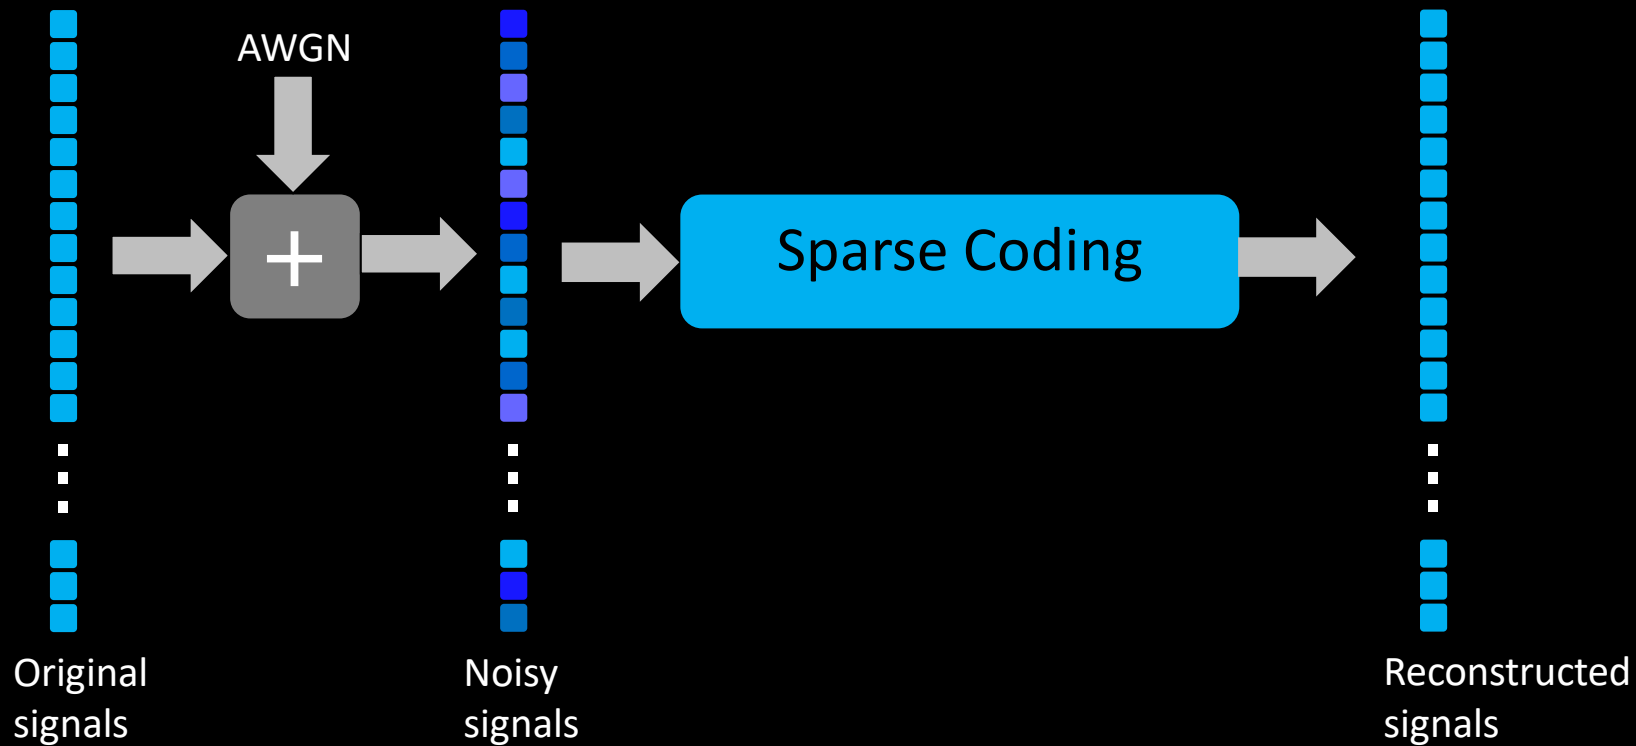 AWGN
+
Sparse Coding
Original
signals
Noisy
signals
Reconstructed
signals